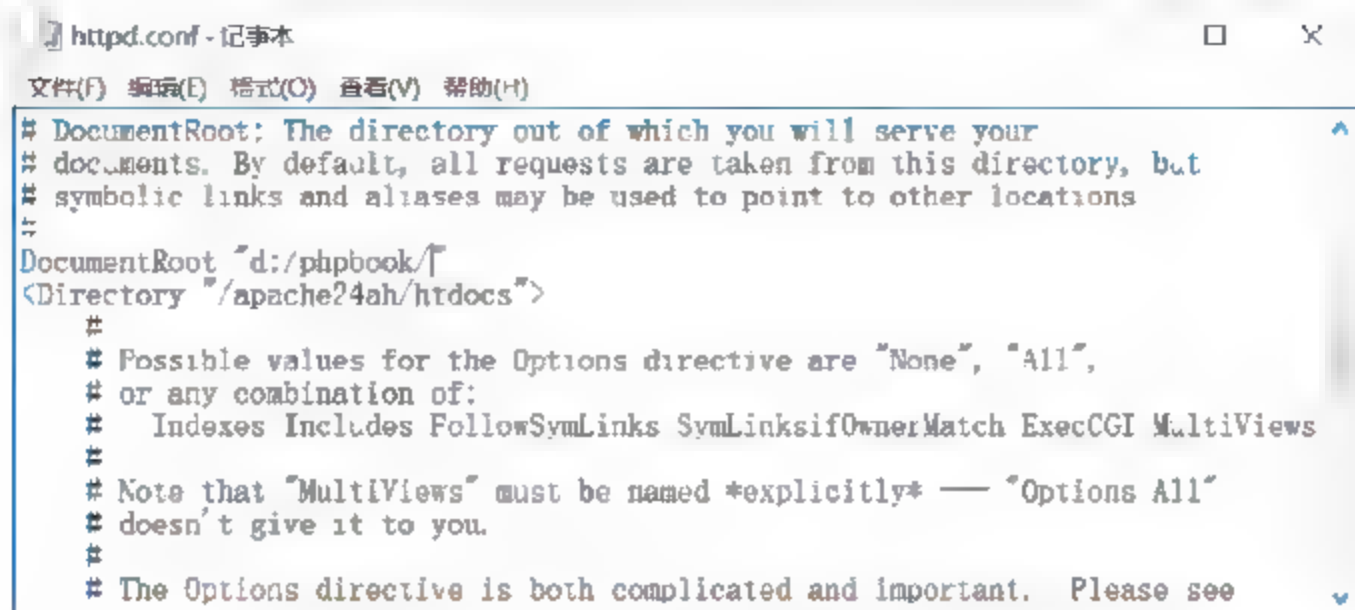 httpd.conf - 记事本
文件(F) 编辑(E) 格式(O) 查看(V) 帮助(H)
# DocumentRoot: The directory out of which you will serve your
# documents. By default, all requests are taken from this directory, but
# symbolic links and aliases may be used to point to other locations
#
DocumentRoot "d:/phpbook/"
<Directory "/apache24ah/htdocs">
#
# Possible values for the Options directive are "None", "All",
# or any combination of:
# Indexes Includes FollowSymLinks SymLinksifOwnerMatch ExecCGI MultiViews
#
# Note that "MultiViews" must be named *explicitly* — "Options All"
# doesn't give it to you.
#
# The Options directive is both complicated and important. Please see